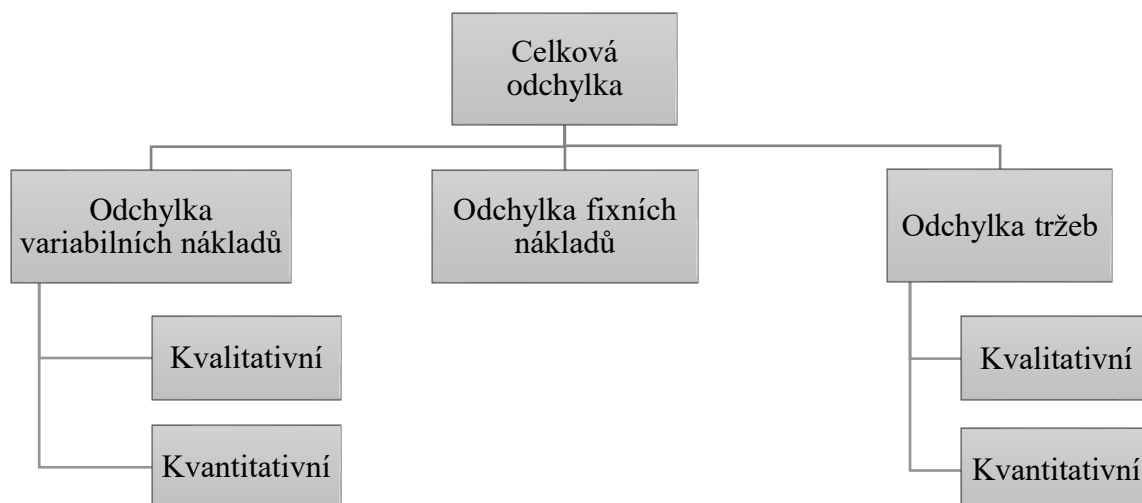 Celková
odchylka
Odchylka
variabilních nákladů
Odchylka fixních
nákladů
Odchylka tržeb
Kvalitativní
Kvantitativní
Kvalitativní
Kvantitativní